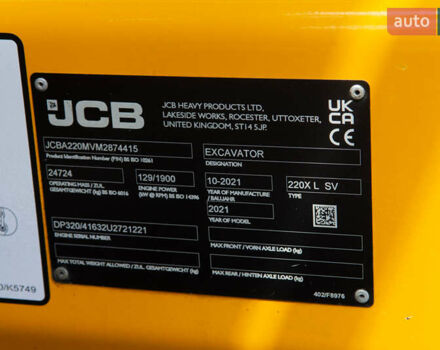 auto
JCB
JCB HEAVY PRODUCTS LTD,
LAKESIDE WORKS, ROCESTER, UTTOXETER,
UNITED KINGDOM, ST14 5JP.
UK
CA
CE
JCBA220MVM2874415
Product Identification Number (PIN) BS ISO 10261
EXCAVATOR
DESIGNATION
24724
OPERATING MASS / ZUL.
GESAMTGEWICHT (kg) BS ISO 6016
129/1900
ENGINE POWER
(kW @ RPM) BS ISO 14396
10-2021
YEAR OF MANUFACTURE
/ BAUJAHR
220X L SV
TYPE
2021
YEAR OF MODEL
DP320/41632U2721221
ENGINE SERIAL NUMBER
MAX FRONT / VORN AXLE LOAD (kg)
MAX TOTAL WEIGHT ALLOWED / ZUL. GESAMTGEWICHT (kg)
MAX REAR / HINTEN AXLE LOAD (kg)
402/F8976
0/K5749